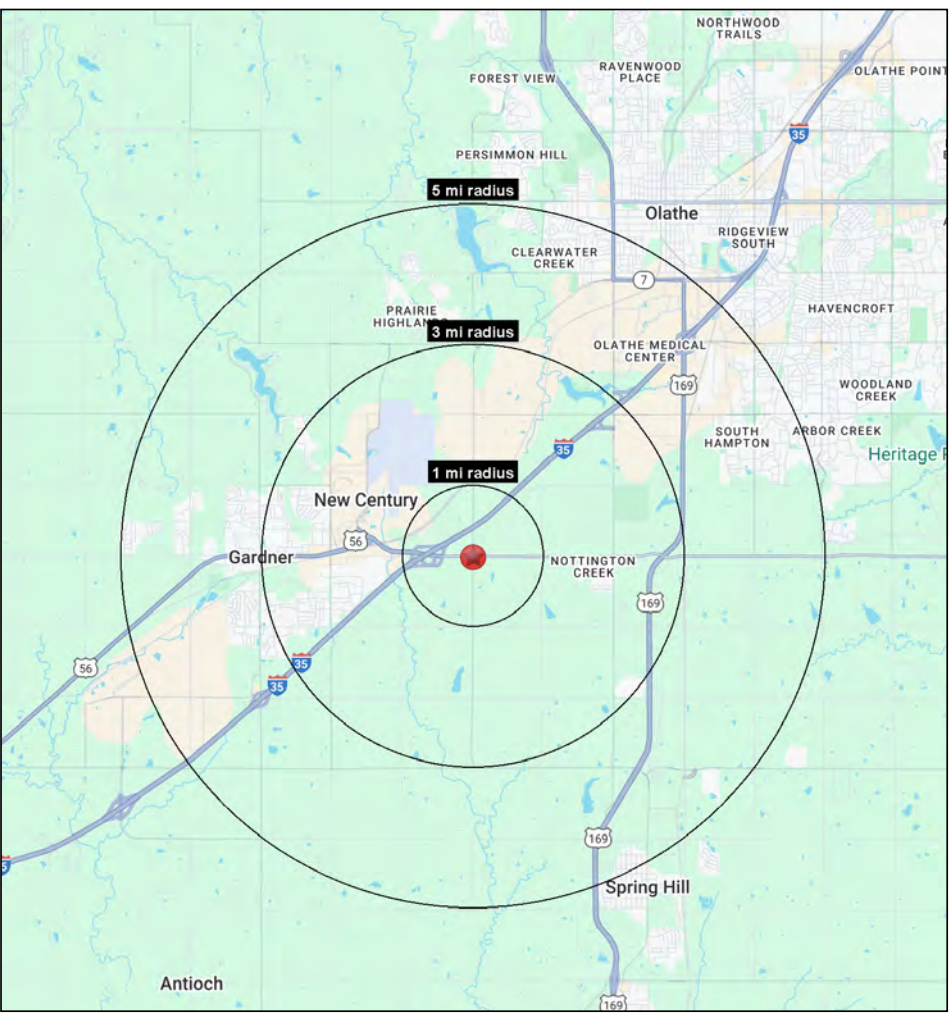 NORTHWOOD
TRAILS
RAVENWOOD
PLACE
FOREST VIEW
OLATHE POINT
35
PERSIMMON HILL
5 mi radius
Olathe
RIDGEVIEW
SOUTH
CLEARWATER
CREEK
7
PRAIRIE
HIGHLAN
HAVENCROFT
3 mi radius
OLATHE MEDICAL
CENTER
169
WOODLAND
CREEK
SOUTH
HAMPTON
ARBOR CREEK
35
Heritage
1 mi radius
New Century
56
Gardner
NOTTINGTON
CREEK
169
35
56
35
169
5
Spring Hill
Antioch
169